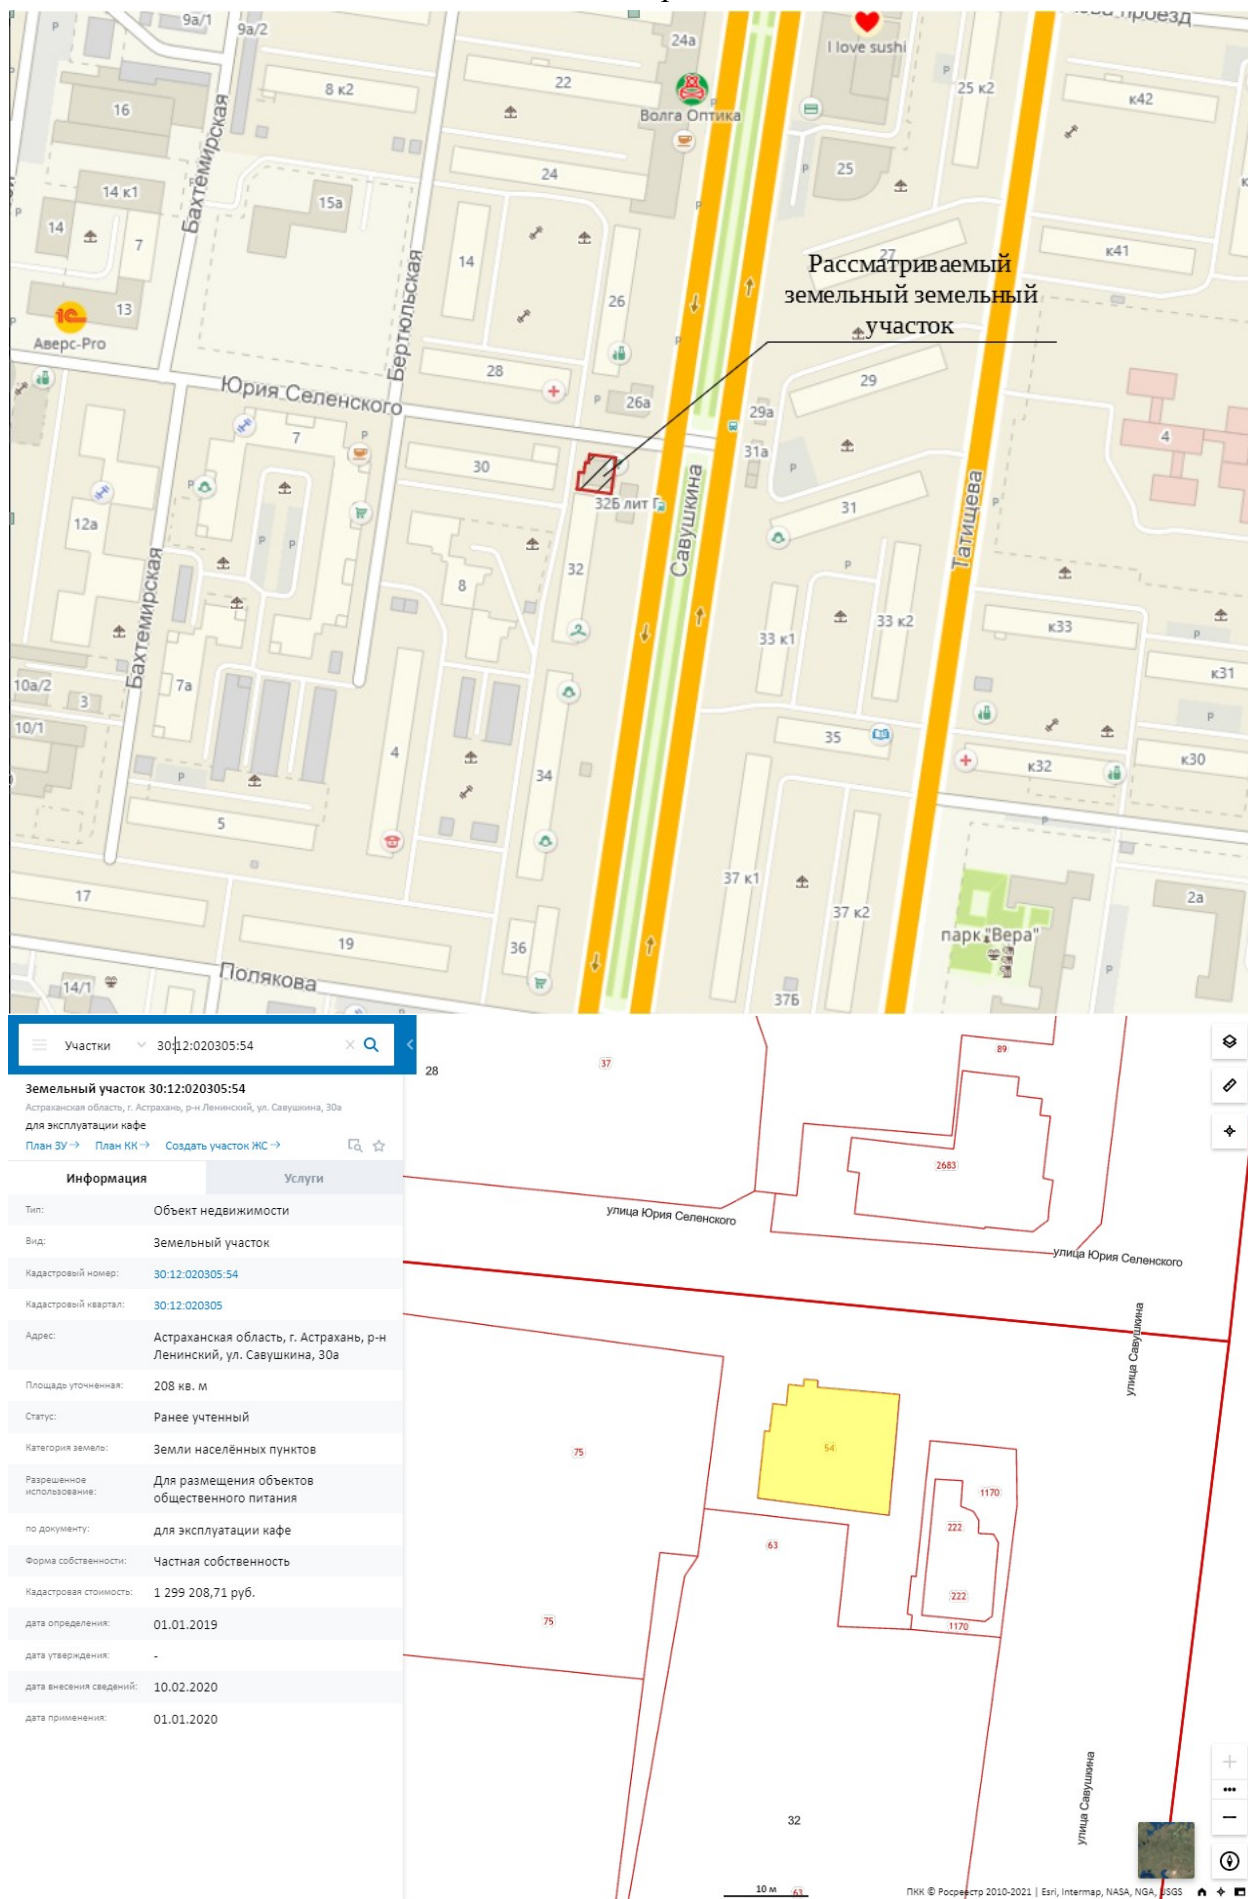 9а/1
9а/2
24а
I love sushi
16
8 к2
22
Волга Оптика
25 к2
к42
14 к1
15а
24
25
14
7
Бахтемирская
14
27
к41
Рассматриваемый
земельный земельный
участок
13
Аверс-Pro
26
Бертюльская
28
26а
29
29а
Юрия Селенского
7
30
31а
4
32Б лит Г
12а
31
Савушкина
Татищева
8
32
33 к1
33 к2
к33
Бахтемирская
10а/2
3
7а
к31
10/1
4
34
35
к32
к30
5
17
19
36
37 к1
37 к2
2а
парк "Вера"
Полякова
14/1
37Б
Участки
30:12:020305:54
Земельный участок 30:12:020305:54
Астраханская область, г. Астрахань, р-н Ленинский, ул. Савушкина, 30а
для эксплуатации кафе
План ЗУ → План КК → Создать участок ЖС →
Информация Услуги
Тип: Объект недвижимости
Вид: Земельный участок
Кадастровый номер: 30:12:020305:54
Кадастровый квартал: 30:12:020305
Адрес: Астраханская область, г. Астрахань, р-н
Ленинский, ул. Савушкина, 30а
Площадь уточненная: 208 кв. м
Статус: Ранее учтенный
Категория земель: Земли населённых пунктов
Разрешенное использование: Для размещения объектов
общественного питания
по документу: для эксплуатации кафе
Форма собственности: Частная собственность
Кадастровая стоимость: 1 299 208,71 руб.
дата определения: 01.01.2019
дата утверждения: -
дата внесения сведений: 10.02.2020
дата применения: 01.01.2020
28
37
89
2683
улица Юрия Селенского
улица Юрия Селенского
улица Савушкина
54
75
1170
222
63
222
75
1170
улица Савушкина
32
10 м
63
ПКК © Росреестр 2010-2021 | Esri, Intermap, NASA, NGA, USGS